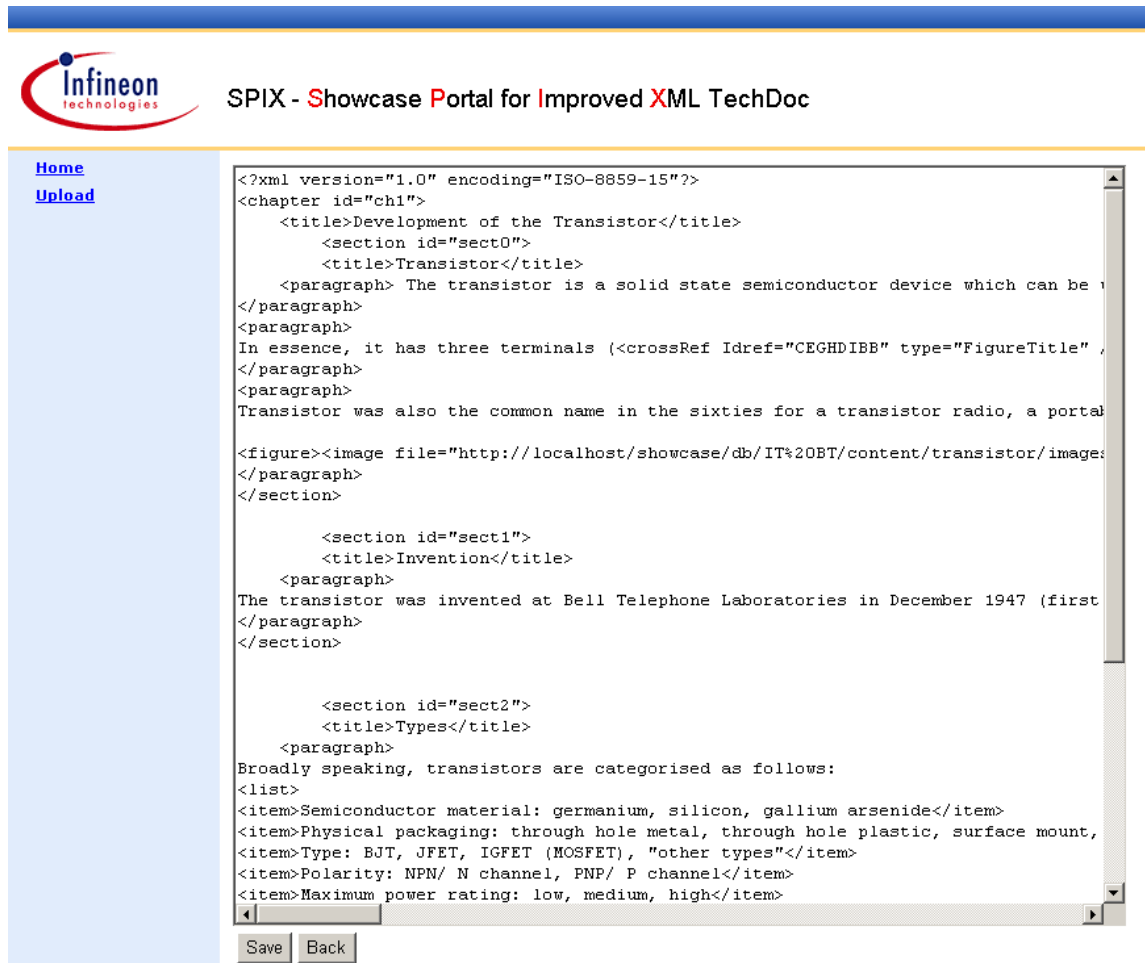 Infineon
technologies
SPIX - Showcase Portal for Improved XML TechDoc
Home
Upload
<?xml version="1.0" encoding="ISO-8859-15"?>
<chapter id="ch1">
<title>Development of the Transistor</title>
<section id="sect0">
<title>Transistor</title>
<paragraph> The transistor is a solid state semiconductor device which can be
</paragraph>
<paragraph>
In essence, it has three terminals (<crossRef Idref="CEGHDIBB" type="FigureTitle" /
</paragraph>
<paragraph>
Transistor was also the common name in the sixties for a transistor radio, a
<figure><image file="http://localhost/showcase/db/IT%20BT/content/transistor/images
</paragraph>
</section>
<section id="sect1">
<title>Invention</title>
<paragraph>
The transistor was invented at Bell Telephone Laboratories in December 1947 (first
</paragraph>
</section>
<section id="sect2">
<title>Types</title>
<paragraph>
Broadly speaking, transistors are categorised as follows:
<list>
<item>Semiconductor material: germanium, silicon, gallium arsenide</item>
<item>Physical packaging: through hole metal, through hole plastic, surface mount,
<item>Type: BJT, JFET, IGFET (MOSFET), "other types"</item>
<item>Polarity: NPN/ N channel, PNP/ P channel</item>
<item>Maximum power rating: low, medium, high</item>
Save Back